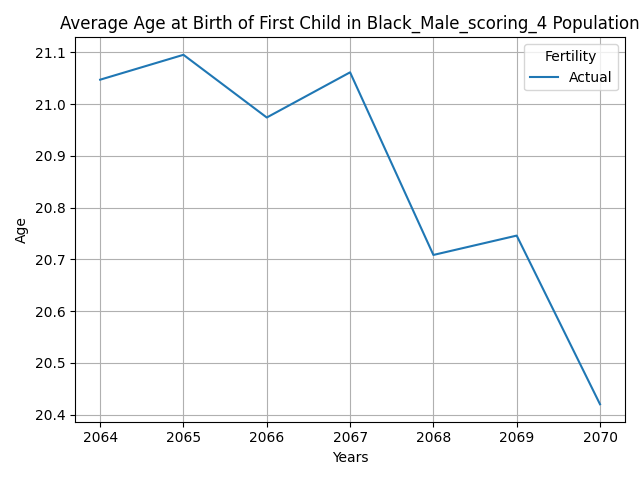 Average Age at Birth of First Child in Black_Male_scoring_4 Population
Fertility
Actual
21.1
21.0
20.9
20.8
20.7
20.6
20.5
20.4
Age
2064 2065 2066 2067 2068 2069 2070
Years